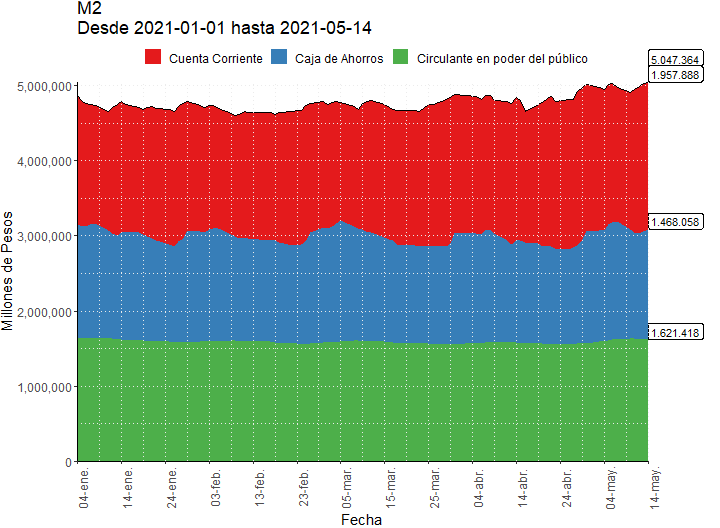 M2
Desde 2021-01-01 hasta 2021-05-14
Cuenta Corriente Caja de Ahorros Circulante en poder del público
5.047.364
1.957.888
1.468.058
1.621.418
5,000,000
4,000,000
3,000,000
2,000,000
1,000,000
0
Millones de Pesos
04-ene. 14-ene. 24-ene. 03-feb. 13-feb. 23-feb. 05-mar. 15-mar. 25-mar. 04-abr. 14-abr. 24-abr. 04-may. 14-may.
Fecha